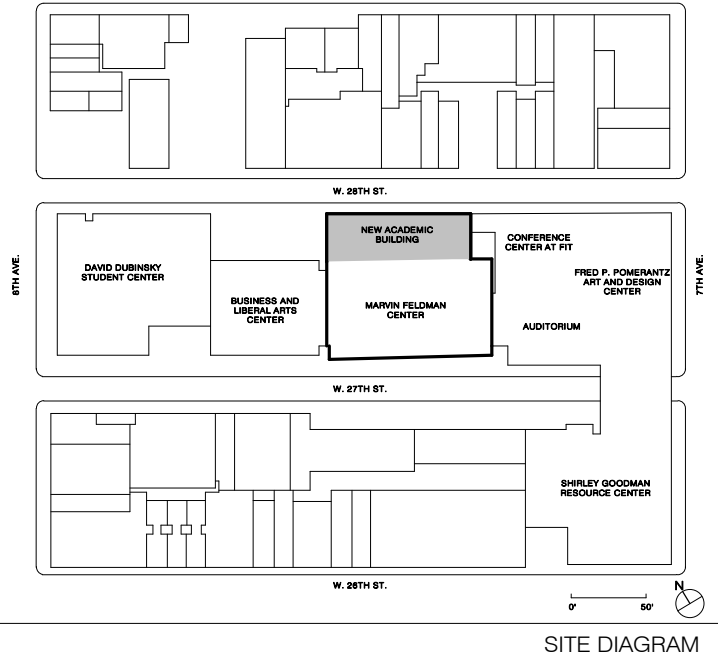 W. 28TH ST.
8TH AVE.
DAVID DUBINSKY
STUDENT CENTER
BUSINESS AND
LIBERAL ARTS
CENTER
NEW ACADEMIC
BUILDING
MARVIN FELDMAN
CENTER
CONFERENCE
CENTER AT FIT
FRED P. POMERANTZ
ART AND DESIGN
CENTER
AUDITORIUM
7TH AVE.
W. 27TH ST.
SHIRLEY GOODMAN
RESOURCE CENTER
W. 26TH ST.
0'
50'
N
SITE DIAGRAM